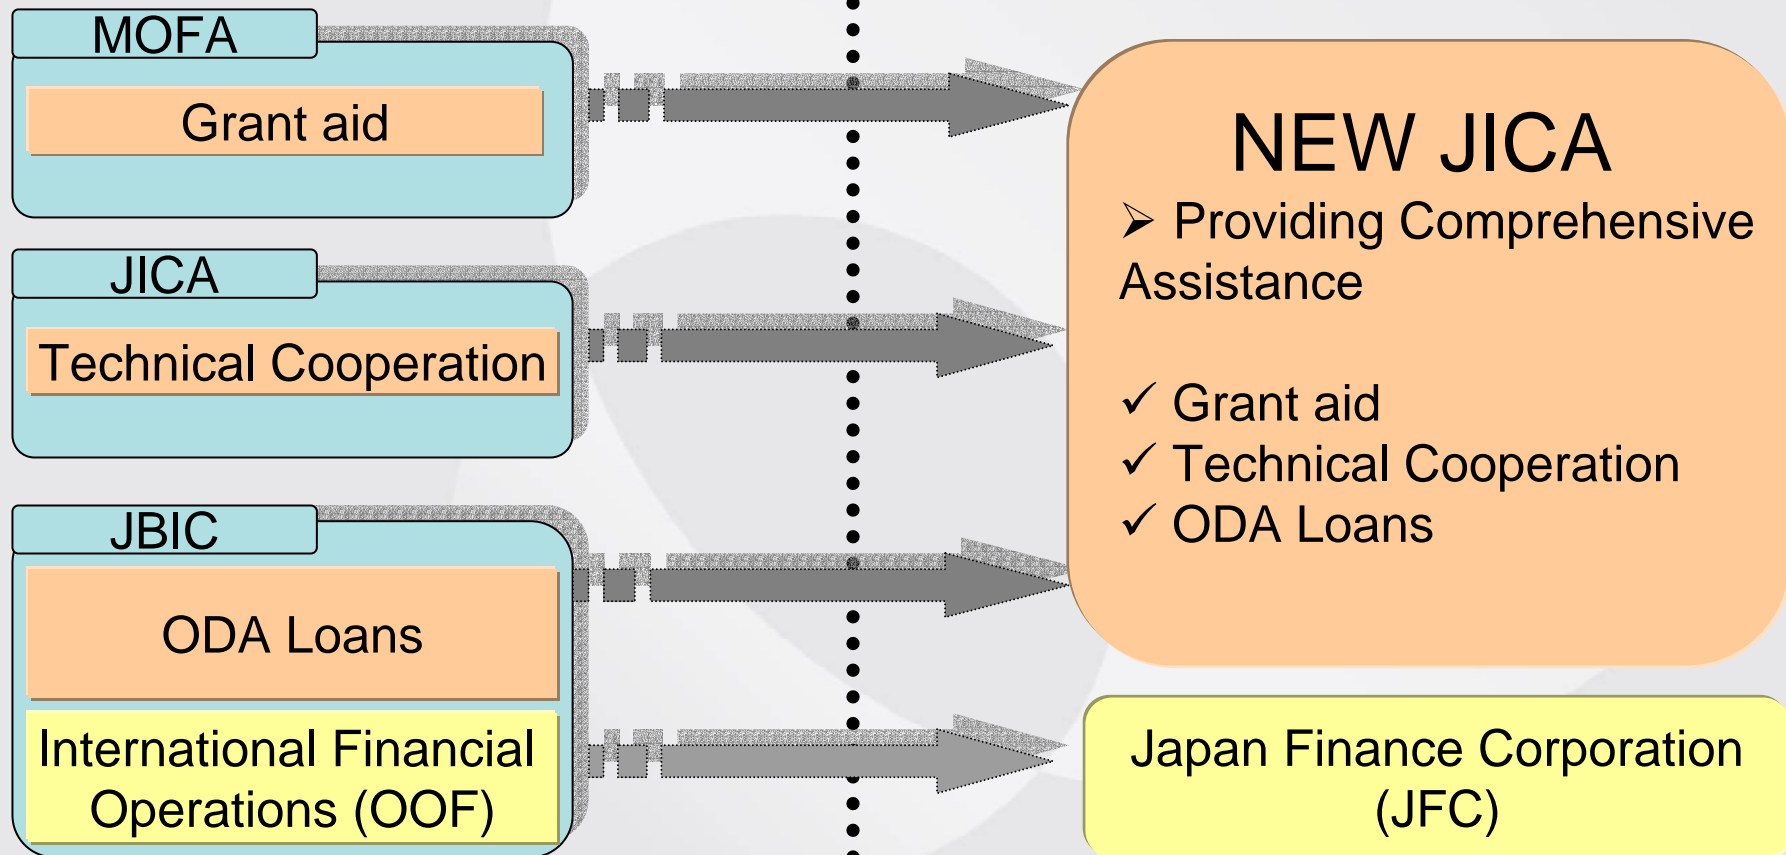 MOFA
Grant aid
JICA
Technical Cooperation
JBIC
ODA Loans
International Financial
Operations (OOF)
NEW JICA
➢ Providing Comprehensive
Assistance
✓ Grant aid
✓ Technical Cooperation
✓ ODA Loans
Japan Finance Corporation
(JFC)